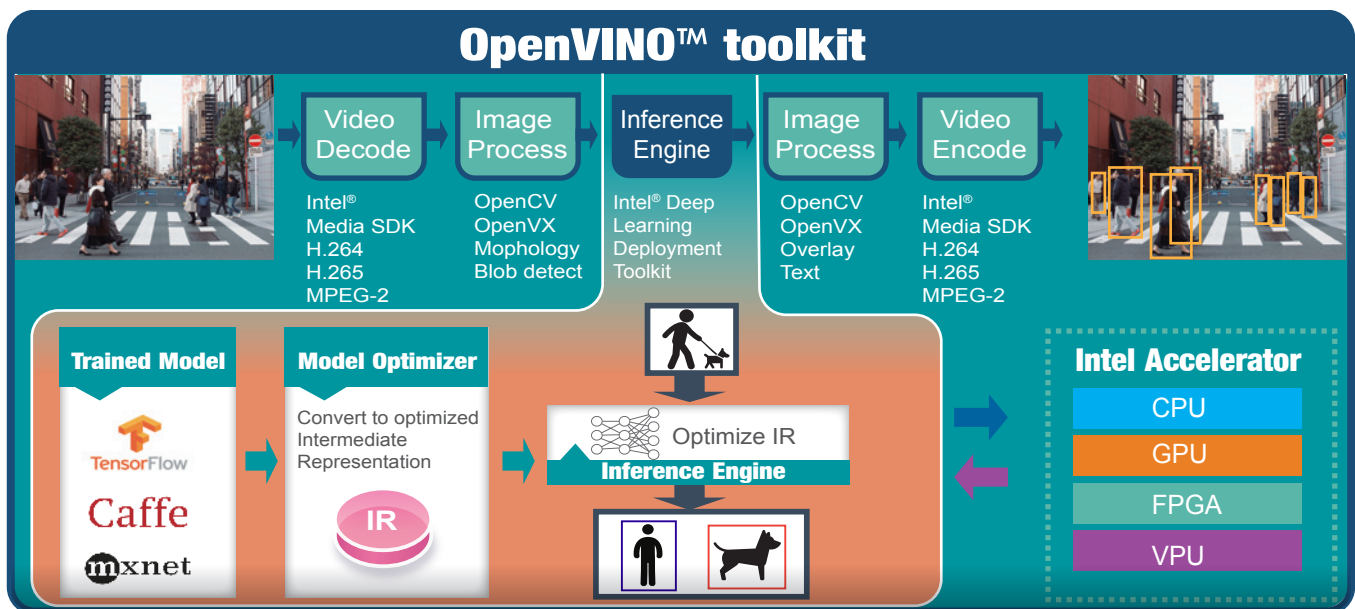 OpenVINO™ toolkit
Video
Decode
Image
Process
Inference
Engine
Image
Process
Video
Encode
Intel®
Media SDK
H.264
H.265
MPEG-2
OpenCV
OpenVX
Mophology
Blob detect
Intel® Deep
Learning
Deployment
Toolkit
OpenCV
OpenVX
Overlay
Text
Intel®
Media SDK
H.264
H.265
MPEG-2
Trained Model
TensorFlow
Caffe
mxnet
Model Optimizer
Convert to optimized
Intermediate
Representation
IR
Optimize IR
Inference Engine
Intel Accelerator
CPU
GPU
FPGA
VPU